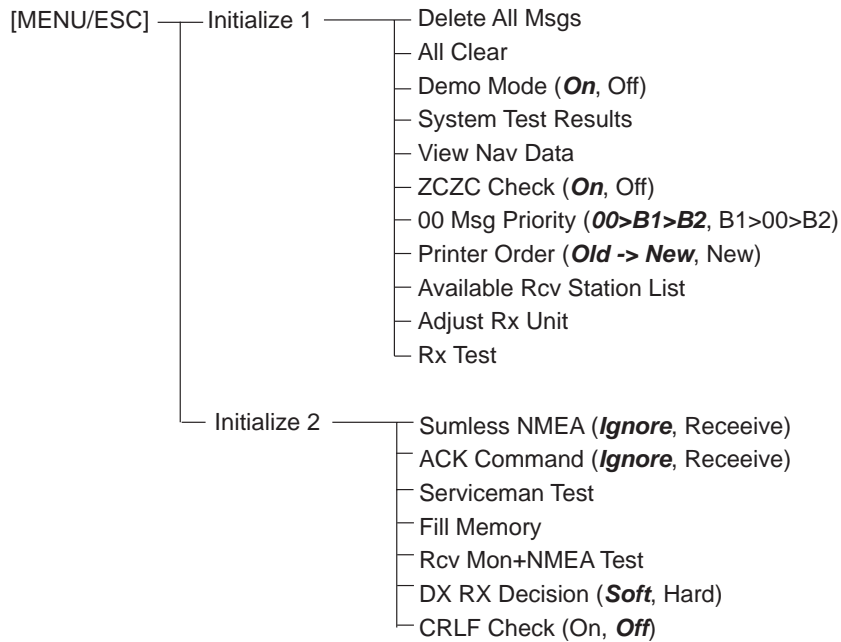 [MENU/ESC]
Initialize 1
Delete All Msgs
All Clear
Demo Mode (On, Off)
System Test Results
View Nav Data
ZCZC Check (On, Off)
00 Msg Priority (00>B1>B2, B1>00>B2)
Printer Order (Old -> New, New)
Available Rcv Station List
Adjust Rx Unit
Rx Test
Initialize 2
Sumless NMEA (Ignore, Receeive)
ACK Command (Ignore, Receeive)
Serviceman Test
Fill Memory
Rcv Mon+NMEA Test
DX RX Decision (Soft, Hard)
CRLF Check (On, Off)